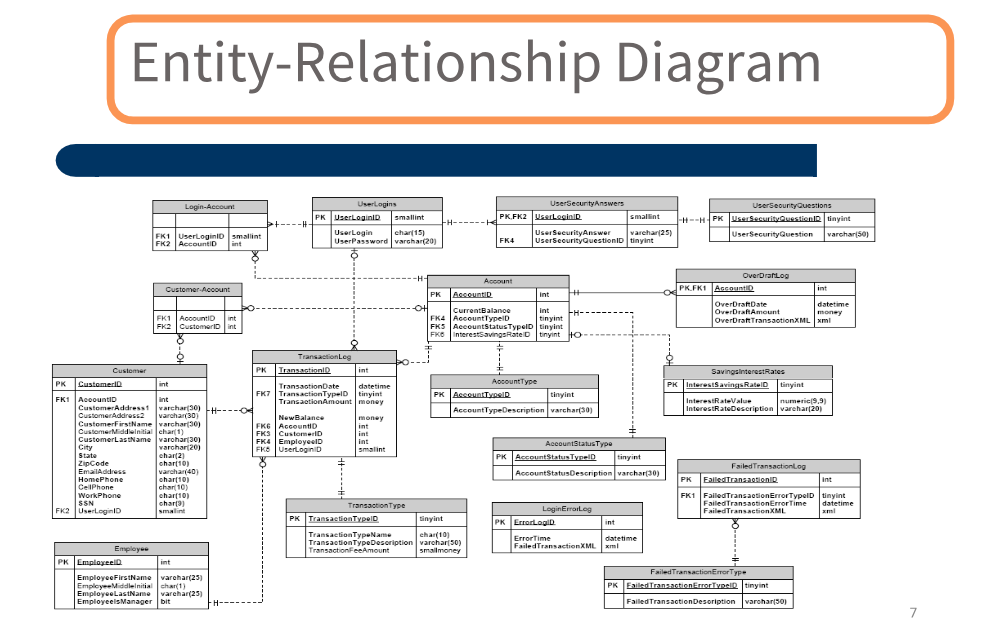 Entity-Relationship Diagram
Login-Account
FK1 UserLoginID smallint
FK2 AccountID int
UserLogins
PK UserLoginID smallint
UserLogin char(15)
UserPassword varchar(20)
UserSecurityAnswers
PK,FK2 UserLoginID smallint
UserSecurityAnswer varchar(25)
FK4 UserSecurityQuestionID tinyint
UserSecurityQuestions
PK UserSecurityQuestionID tinyint
UserSecurityQuestion varchar(50)
Customer-Account
FK1 AccountID int
FK2 CustomerID int
Account
PK AccountID int
CurrentBalance int
FK4 AccountTypeID tinyint
FK5 AccountStatusTypeID tinyint
FK6 InterestSavingsRateID tinyint
OverDraftLog
PK,FK1 AccountID int
OverDraftDate datetime
OverDraftAmount money
OverDraftTransactionXML xml
Customer
PK CustomerID int
FK1 AccountID int
CustomerAddress1 varchar(30)
CustomerAddress2 varchar(30)
CustomerFirstName varchar(30)
CustomerMiddleInitial char(1)
CustomerLastName varchar(30)
City varchar(20)
State char(2)
ZipCode char(10)
EmailAddress varchar(40)
HomePhone char(10)
CellPhone char(10)
WorkPhone char(10)
SSN char(9)
FK2 UserLoginID smallint
TransactionLog
PK TransactionID int
TransactionDate datetime
FK7 TransactionTypeID tinyint
TransactionAmount money
NewBalance money
FK6 AccountID int
FK3 CustomerID int
FK4 EmployeeID int
FK5 UserLoginID smallint
AccountType
PK AccountTypeID tinyint
AccountTypeDescription varchar(30)
SavingsInterestRates
PK InterestSavingsRateID tinyint
InterestRateValue numeric(9,9)
InterestRateDescription varchar(20)
AccountStatusType
PK AccountStatusTypeID tinyint
AccountStatusDescription varchar(30)
FailedTransactionLog
PK FailedTransactionID int
FK1 FailedTransactionErrorTypeID tinyint
FailedTransactionErrorTime datetime
FailedTransactionXML xml
TransactionType
PK TransactionTypeID tinyint
TransactionTypeName char(10)
TransactionTypeDescription varchar(50)
TransactionFeeAmount smallmoney
LoginErrorLog
PK ErrorLogID int
ErrorTime datetime
FailedTransactionXML xml
Employee
PK EmployeeID int
EmployeeFirstName varchar(25)
EmployeeMiddleInitial char(1)
EmployeeLastName varchar(25)
EmployeeIsManager bit
FailedTransactionErrorType
PK FailedTransactionErrorTypeID tinyint
FailedTransactionDescription varchar(50)
7